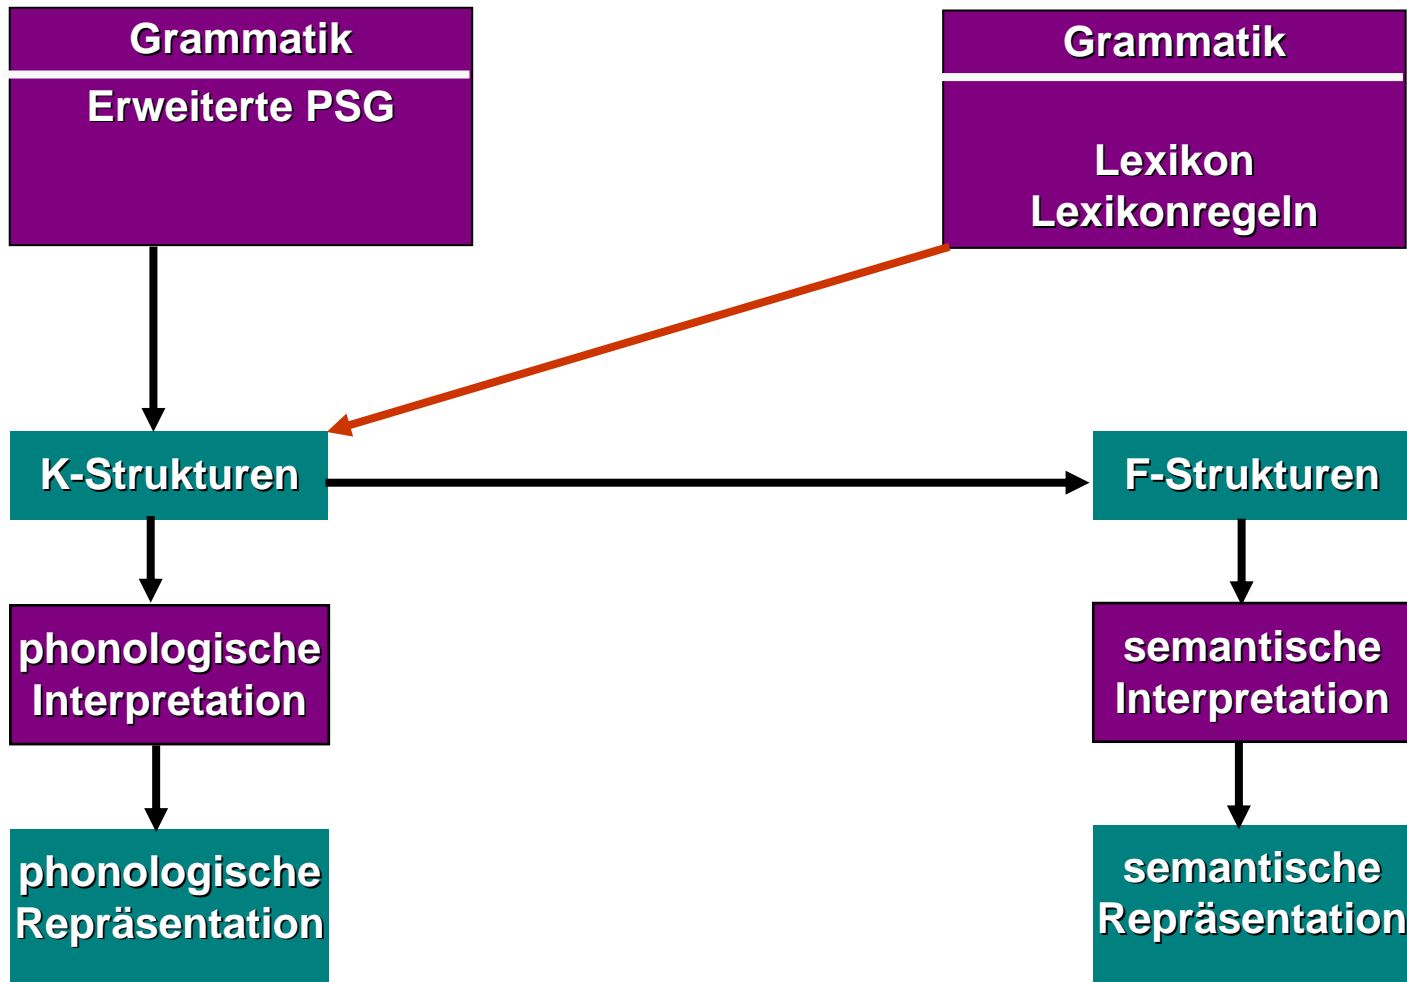 Grammatik
Erweiterte PSG
Grammatik
Lexikon
Lexikonregeln
K-Strukturen
F-Strukturen
phonologische
Interpretation
semantische
Interpretation
phonologische
Repräsentation
semantische
Repräsentation